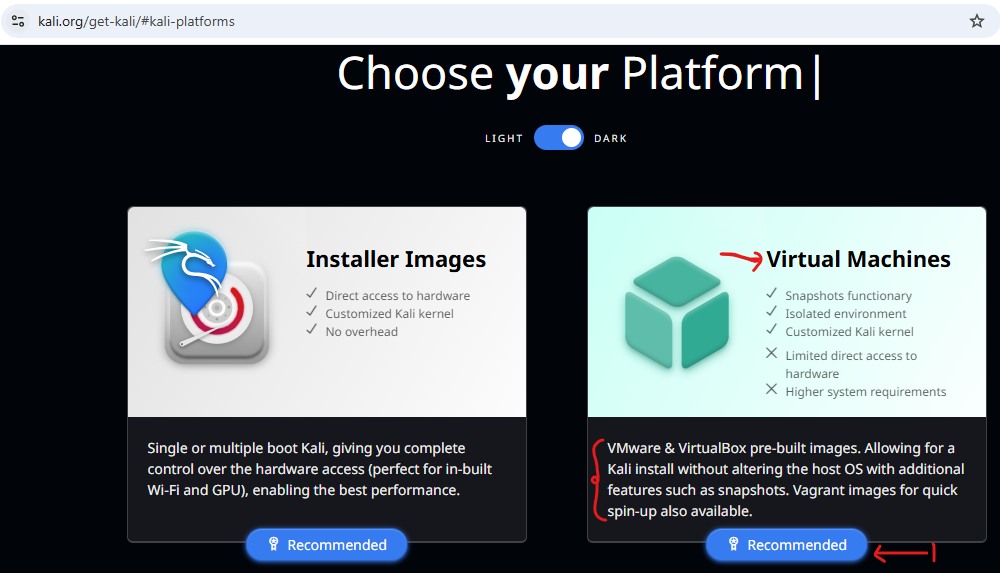 kali.org/get-kali/#kali-platforms
Choose your Platform|
LIGHT DARK
Installer Images
Direct access to hardware
Customized Kali kernel
No overhead
Single or multiple boot Kali, giving you complete
control over the hardware access (perfect for in-built
Wi-Fi and GPU), enabling the best performance.
Recommended
Virtual Machines
Snapshots functionary
Isolated environment
Customized Kali kernel
Limited direct access to
hardware
Higher system requirements
VMware & VirtualBox pre-built images. Allowing for a
Kali install without altering the host OS with additional
features such as snapshots. Vagrant images for quick
spin-up also available.
Recommended